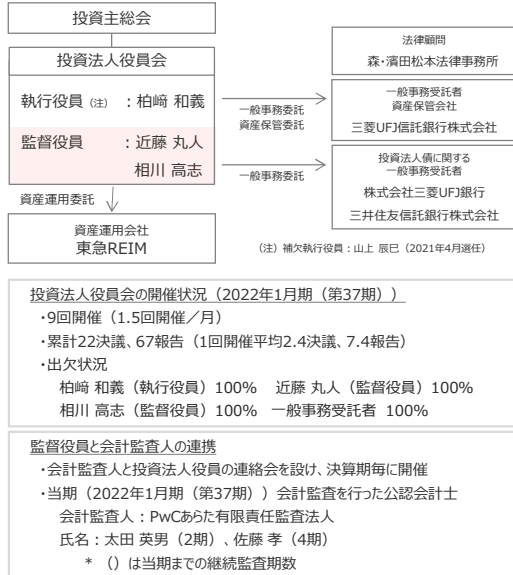 投資主総会
投資法人役員会
執行役員 (注) ：柏﨑 和義
監督役員 ：近藤 丸人
相川 高志
資産運用委託
資産運用会社
東急REIM
一般事務委託
資産保管委託
一般事務委託
法律顧問
森・濱田松本法律事務所
一般事務受託者
資産保管会社
三菱UFJ信託銀行株式会社
投資法人債に関する
一般事務受託者
株式会社三菱UFJ銀行
三井住友信託銀行株式会社
（注）補欠執行役員：山上 辰巳（2021年4月選任）
投資法人役員会の開催状況（2022年1月期（第37期））
・9回開催（1.5回開催／月）
・累計22決議、67報告（1回開催平均2.4決議、7.4報告）
・出欠状況
柏﨑 和義（執行役員）100% 近藤 丸人（監督役員）100%
相川 高志（監督役員）100% 一般事務受託者 100%
監督役員と会計監査人の連携
・会計監査人と投資法人役員の連絡会を設け、決算期毎に開催
・当期（2022年1月期（第37期））会計監査を行った公認会計士
会計監査人：PwCあらた有限責任監査法人
氏名：太田 英男（2期）、佐藤 孝（4期）
* （）は当期までの継続監査期数